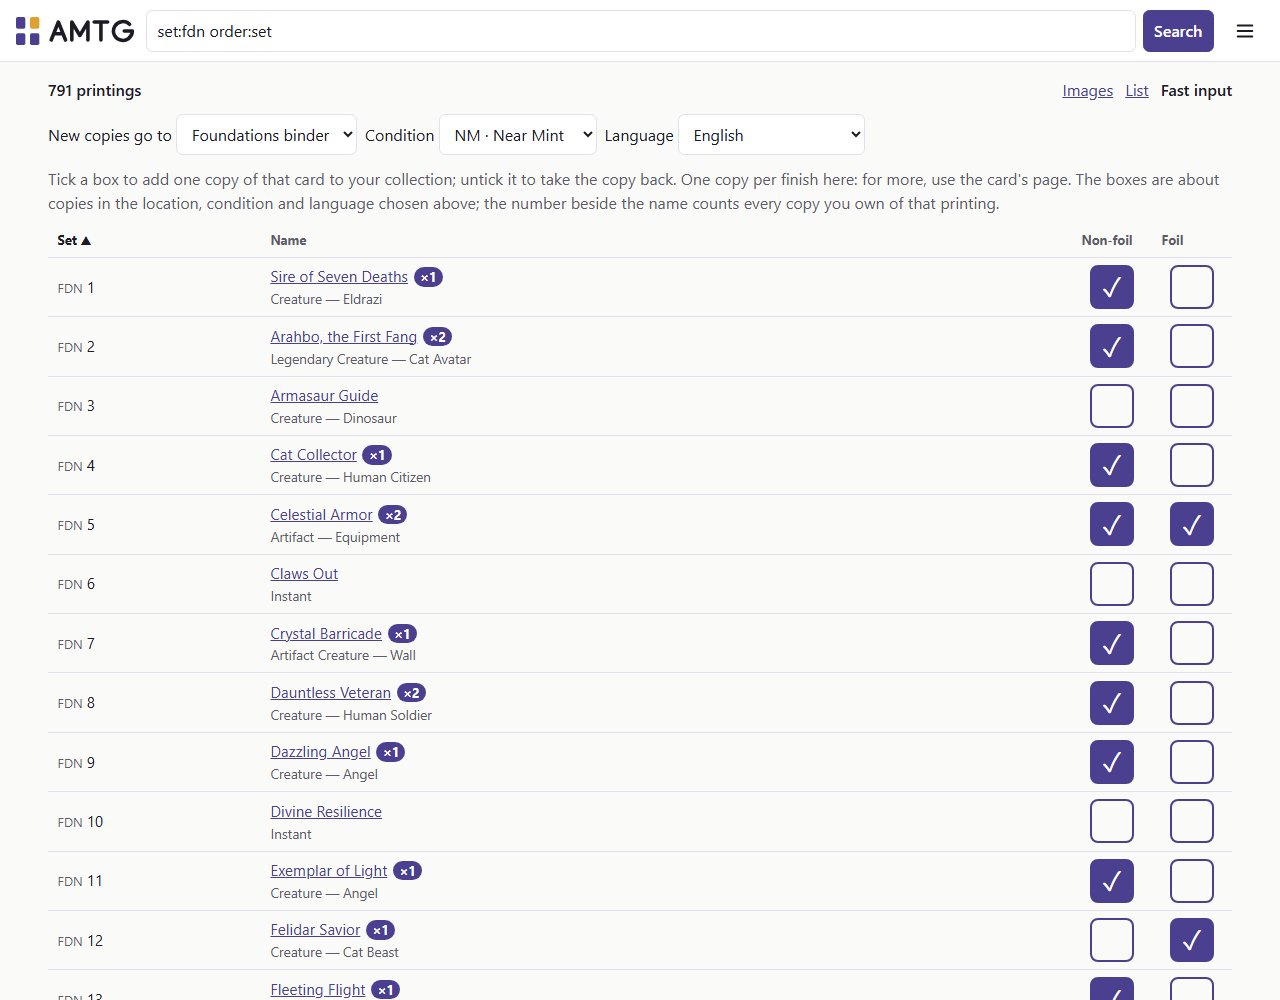 AMTG
set:fdn order:set
Search
791 printings
Images List Fast input
New copies go to Foundations binder Condition NM · Near Mint Language English
Tick a box to add one copy of that card to your collection; untick it to take the copy back. One copy per finish here: for more, use the card's page. The boxes are about
copies in the location, condition and language chosen above; the number beside the name counts every copy you own of that printing.
Set ▲ Name Non-foil Foil
FDN 1 Sire of Seven Deaths ×1
Creature — Eldrazi
FDN 2 Arahbo, the First Fang ×2
Legendary Creature — Cat Avatar
FDN 3 Armasaur Guide
Creature — Dinosaur
FDN 4 Cat Collector ×1
Creature — Human Citizen
FDN 5 Celestial Armor ×2
Artifact — Equipment
FDN 6 Claws Out
Instant
FDN 7 Crystal Barricade ×1
Artifact Creature — Wall
FDN 8 Dauntless Veteran ×2
Creature — Human Soldier
FDN 9 Dazzling Angel ×1
Creature — Angel
FDN 10 Divine Resilience
Instant
FDN 11 Exemplar of Light ×1
Creature — Angel
FDN 12 Felidar Savior ×1
Creature — Cat Beast
FDN 13 Fleeting Flight ×1